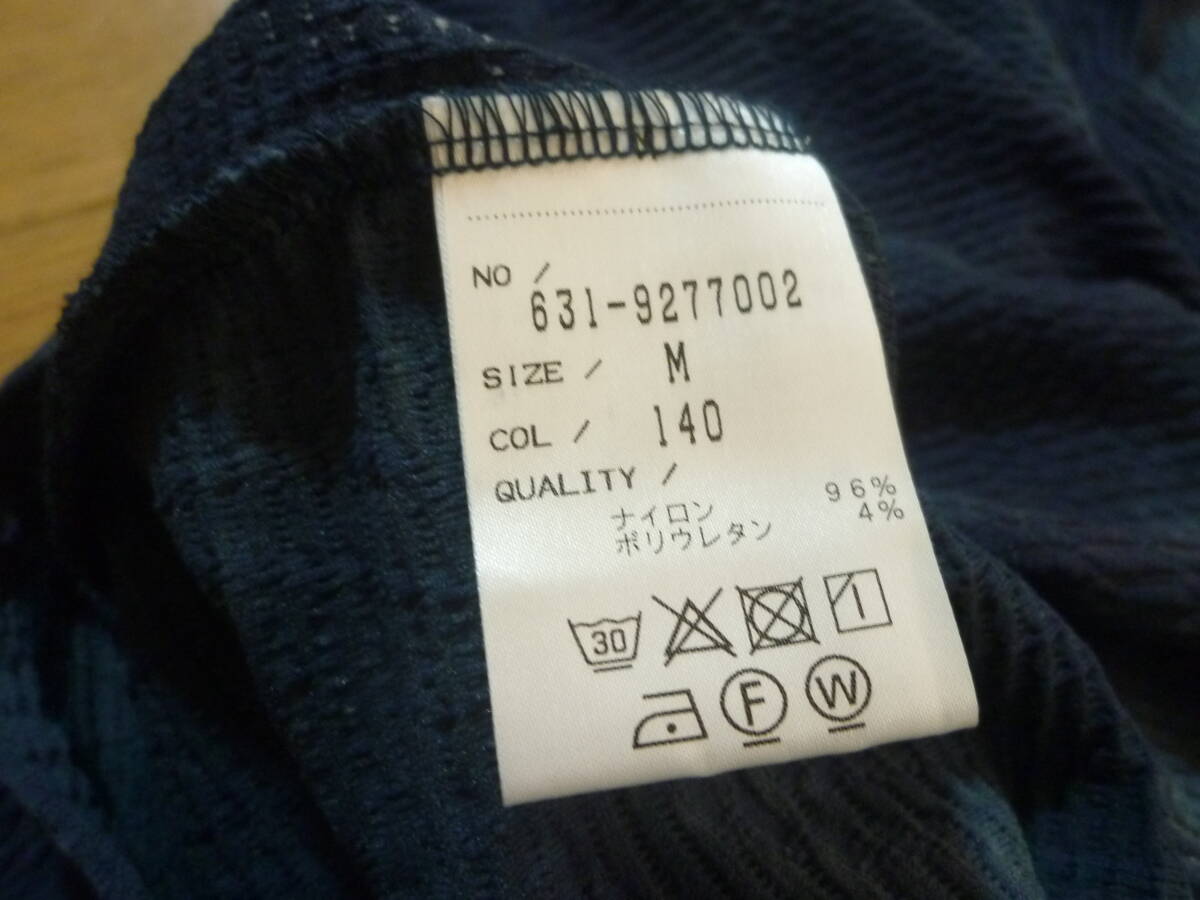 NO / 631-9277002
SIZE / M
COL / 140
QUALITY /
ナイロン 96%
ポリウレタン 4%
30
F W